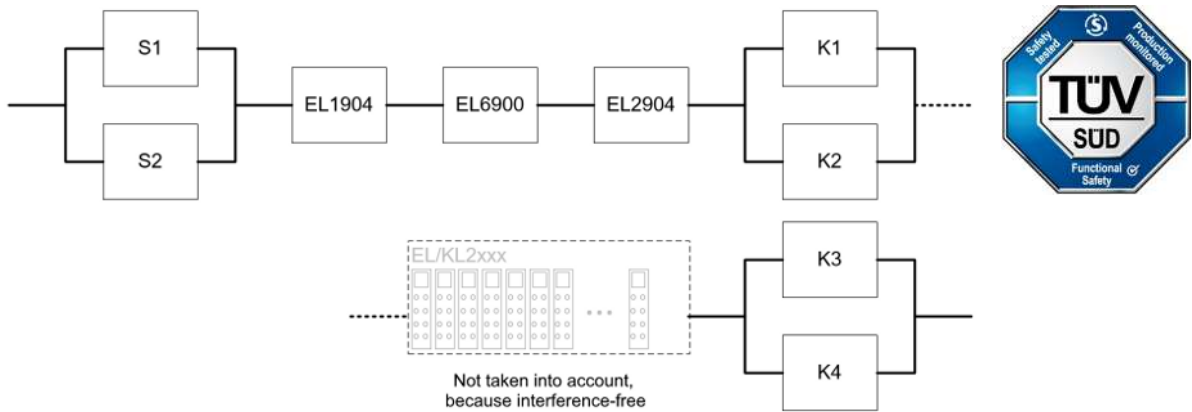 S1
S2
EL1904
EL6900
EL2904
K1
K2
Safety
tested
S
Production
monitored
TÜV
SÜD
Functional
Safety
EL/KL2xxx
Not taken into account,
because interference-free
K3
K4